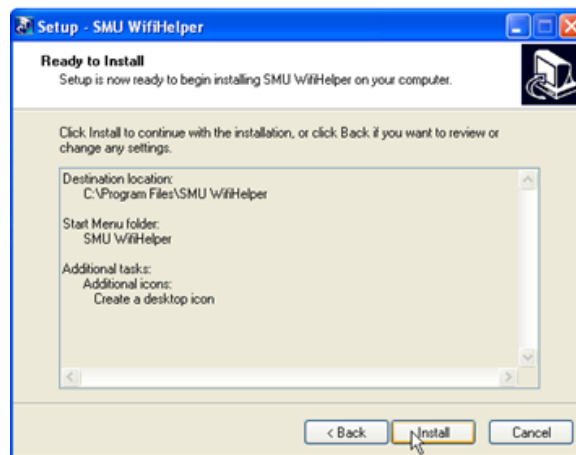 Setup - SMU WifiHelper
Ready to Install
Setup is now ready to begin installing SMU WifiHelper on your computer.
Click Install to continue with the installation, or click Back if you want to review or
change any settings.
Destination location:
C:\Program Files\SMU WifiHelper
Start Menu folder:
SMU WifiHelper
Additional tasks:
Additional icons:
Create a desktop icon
< Back
Install
Cancel